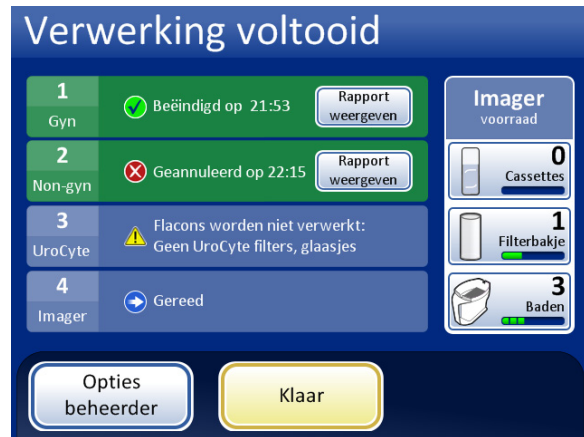 Verwerking voltooid
1
Gyn
Beëindigd op 21:53
Rapport
weergeven
2
Non-gyn
Geannuleerd op 22:15
Rapport
weergeven
3
UroCyte
Flacons worden niet verwerkt:
Geen UroCyte filters, glaasjes
4
Imager
Gereed
Imager
voorraad
0
Cassettes
1
Filterbakje
3
Baden
Opties
beheerder
Klaar